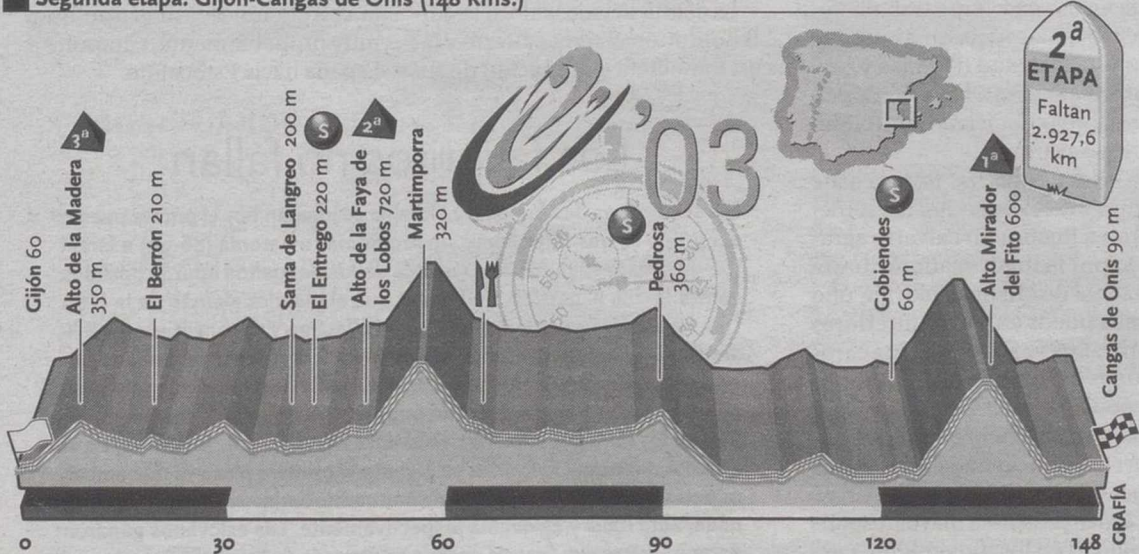 Segunda etapa: Gijón-Cangas de Onís (148 Kms.)
'03
2ª
ETAPA
Faltan
2.927,6
km
Gijón 60
3ª
Alto de la Madera
350 m
El Berrón 210 m
Sama de Langreo 200 m
S
El Entrego 220 m
2ª
Alto de la Faya de
los Lobos 720 m
Martimporra
320 m
S
Pedrosa
360 m
S
Gobiendes
60 m
1ª
Alto Mirador
del Fito 600
Cangas de Onís 90 m
GRAFÍA
0
30
60
90
120
148